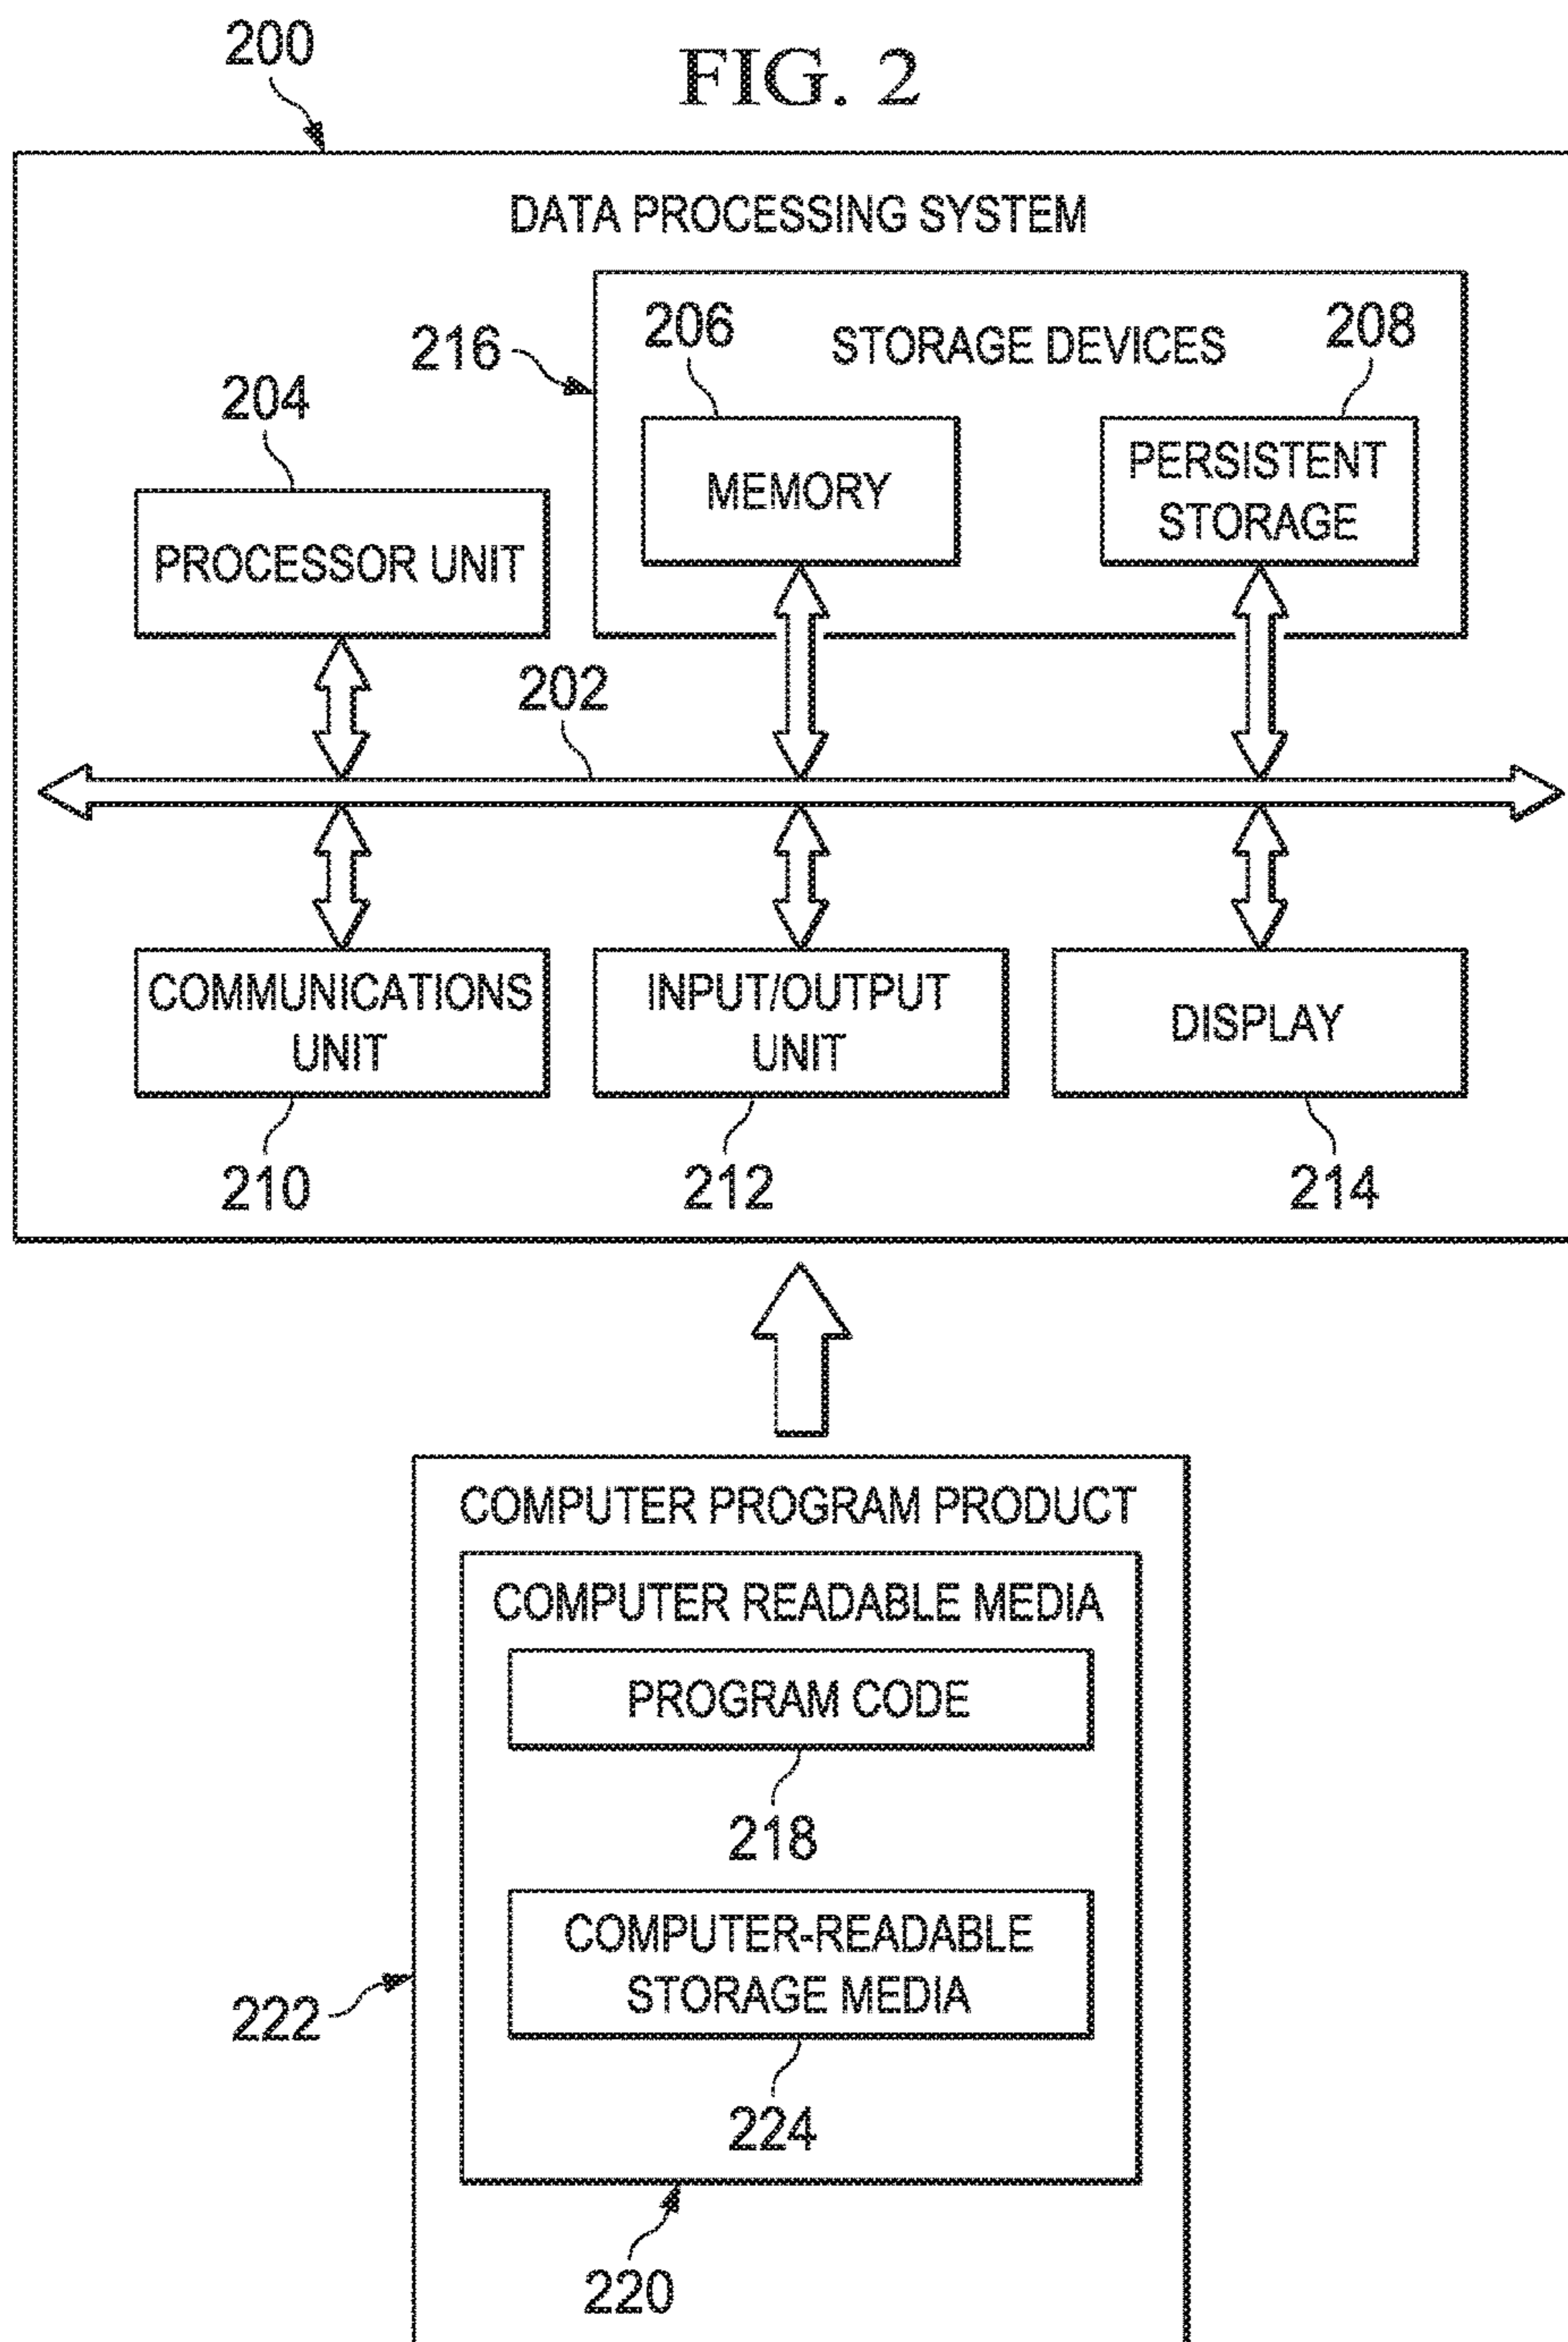 200
FIG. 2
DATA PROCESSING SYSTEM
216
206
STORAGE DEVICES
208
204
MEMORY
PERSISTENT
STORAGE
PROCESSOR UNIT
202
COMMUNICATIONS
UNIT
INPUT/OUTPUT
UNIT
DISPLAY
210
212
214
COMPUTER PROGRAM PRODUCT
COMPUTER READABLE MEDIA
PROGRAM CODE
218
COMPUTER-READABLE
STORAGE MEDIA
222
224
220